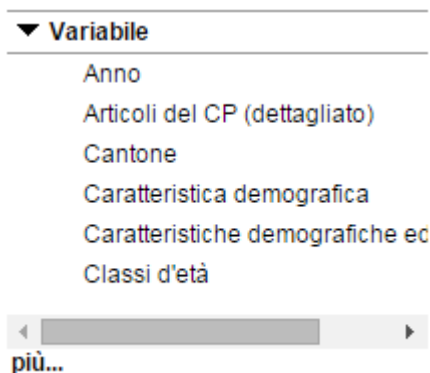 Variabile
Anno
Articoli del CP (dettagliato)
Cantone
Caratteristica demografica
Caratteristiche demografiche ed
Classi d'età
più...